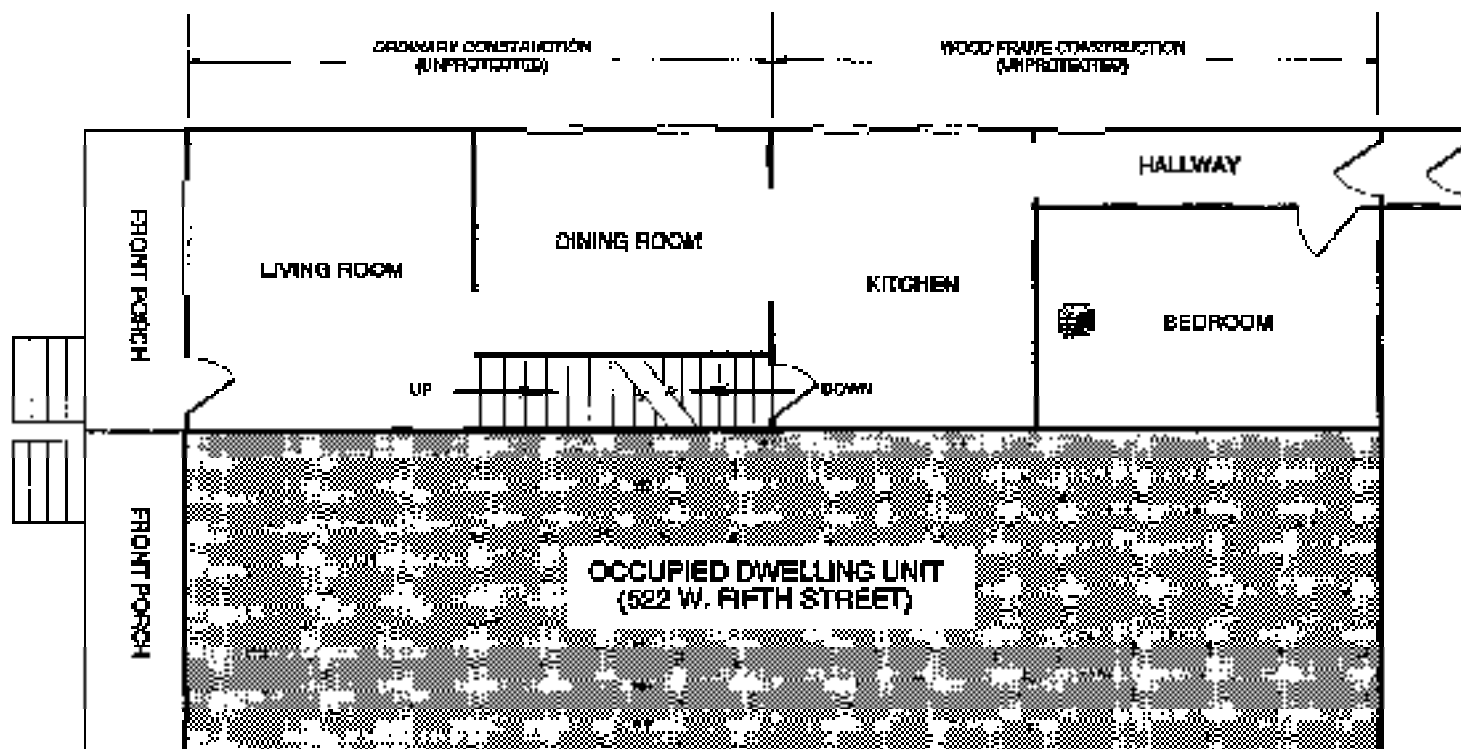 ORDINARY CONSTRUCTION
(UNPROTECTED)
WOOD FRAME CONSTRUCTION
(UNPROTECTED)
HALLWAY
FRONT PORCH
LIVING ROOM
DINING ROOM
KITCHEN
BEDROOM
UP
DOWN
FRONT PORCH
OCCUPIED DWELLING UNIT
(522 W. FIFTH STREET)